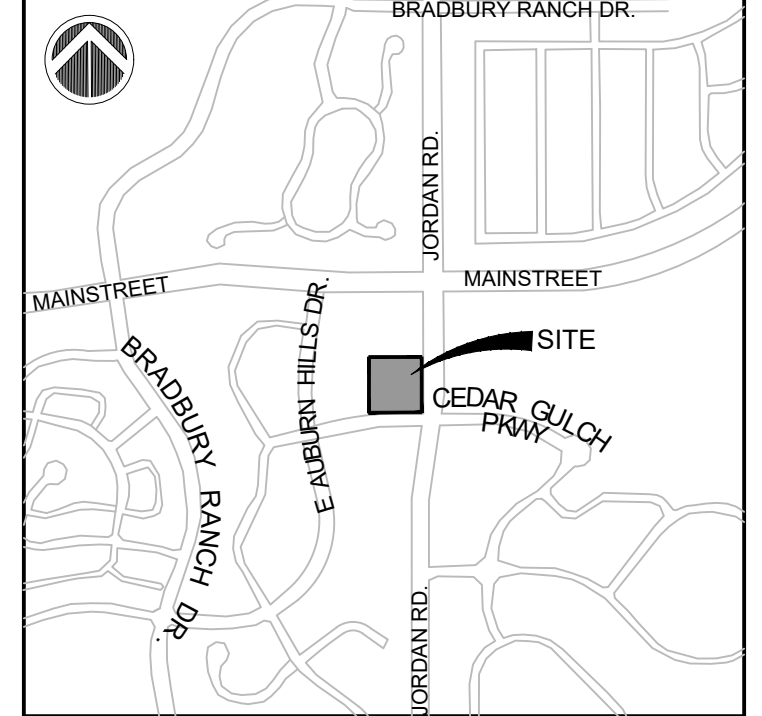 BRADBURY RANCH DR.
JORDAN RD.
MAINSTREET
MAINSTREET
E AUBURN HILLS DR.
SITE
BRADBURY RANCH DR.
CEDAR GULCH
PKWY
JORDAN RD.